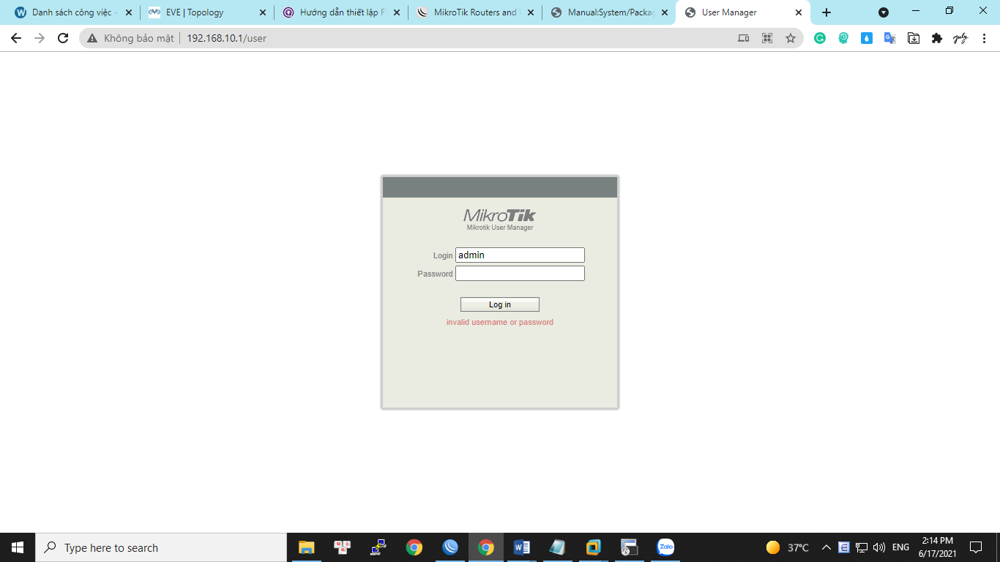 Danh sách công việc -
EVE | Topology
Hướng dẫn thiết lập F
MikroTik Routers and
Manual:System/Packa
User Manager
Không bảo mật
192.168.10.1/user
july
MikroTik
Mikrotik User Manager
Login admin
Password
Log in
invalid username or password
Type here to search
Zalo
37°C
ENG
2:14 PM
6/17/2021